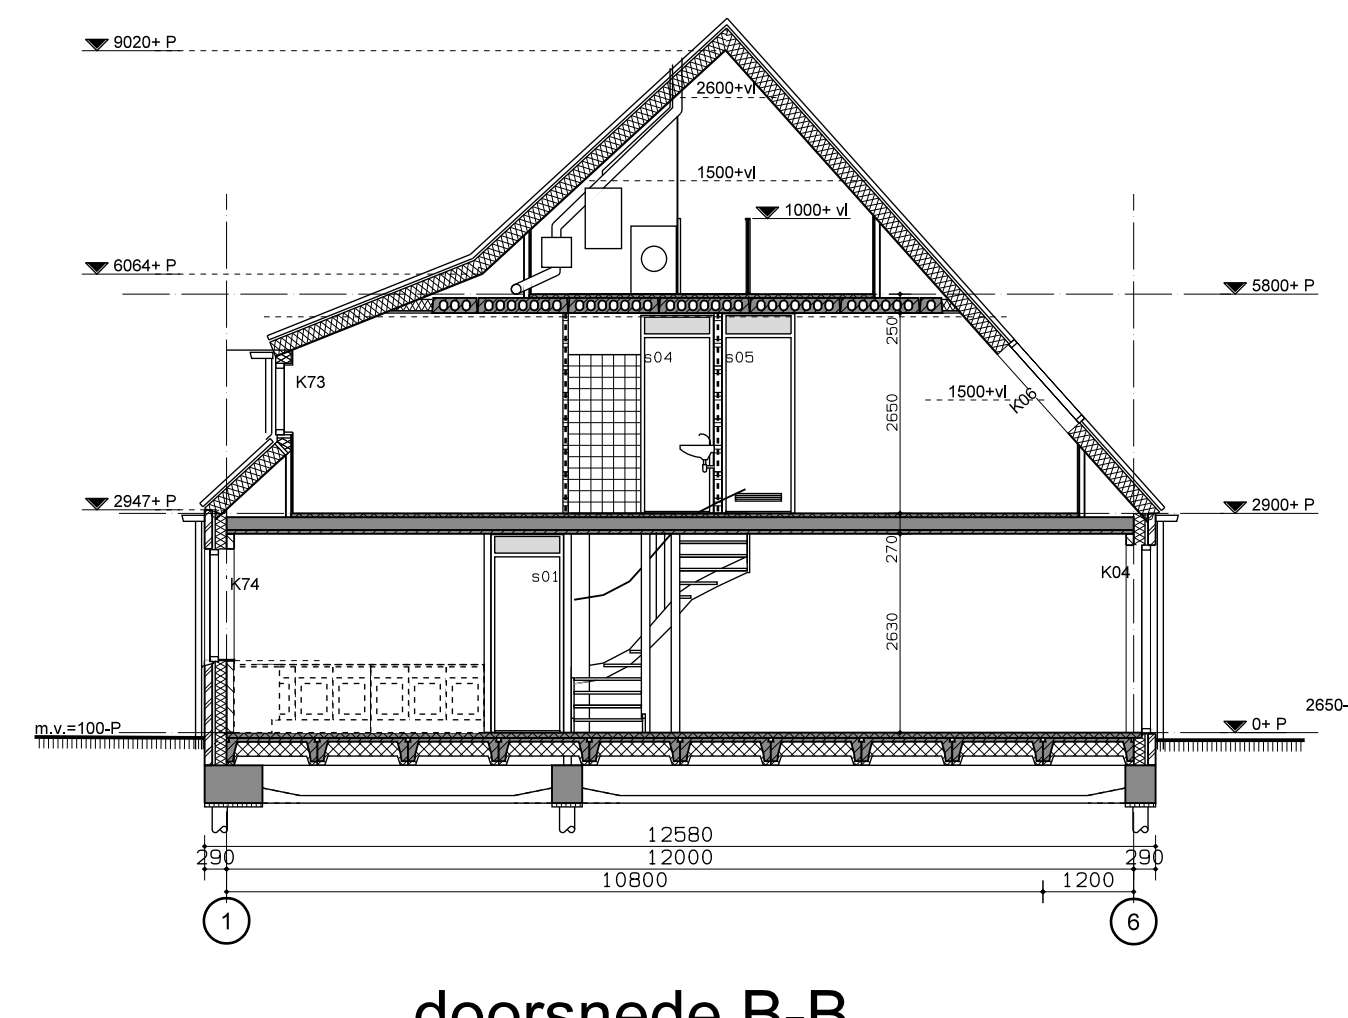 9020+ P
2600+vl
1500+vl
1000+ vl
6064+ P
5800+ P
250
s04
s05
K73
1500+vl
K06
2650
2947+ P
2900+ P
270
s01
K74
K04
2630
2650-
m.v.=100-P
0+ P
12580
290
12000
290
10800
1200
1
6
doorsnede B-B